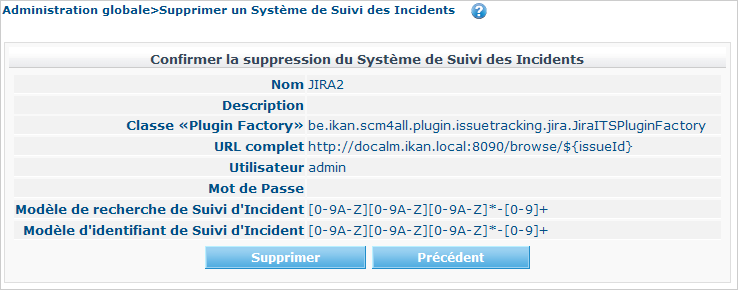 Administration globale>Supprimer un Système de Suivi des Incidents ?
Confirmer la suppression du Système de Suivi des Incidents
Nom JIRA2
Description
Classe «Plugin Factory» be.ikan.scm4all.plugin.issuetracking.jira.JiraITSPluginFactory
URL complet http://docalm.ikan.local:8090/browse/${issueId}
Utilisateur admin
Mot de Passe
Modèle de recherche de Suivi d'Incident [0-9A-Z][0-9A-Z][0-9A-Z]*-[0-9]+
Modèle d'identifiant de Suivi d'Incident [0-9A-Z][0-9A-Z][0-9A-Z]*-[0-9]+
Supprimer Précédent